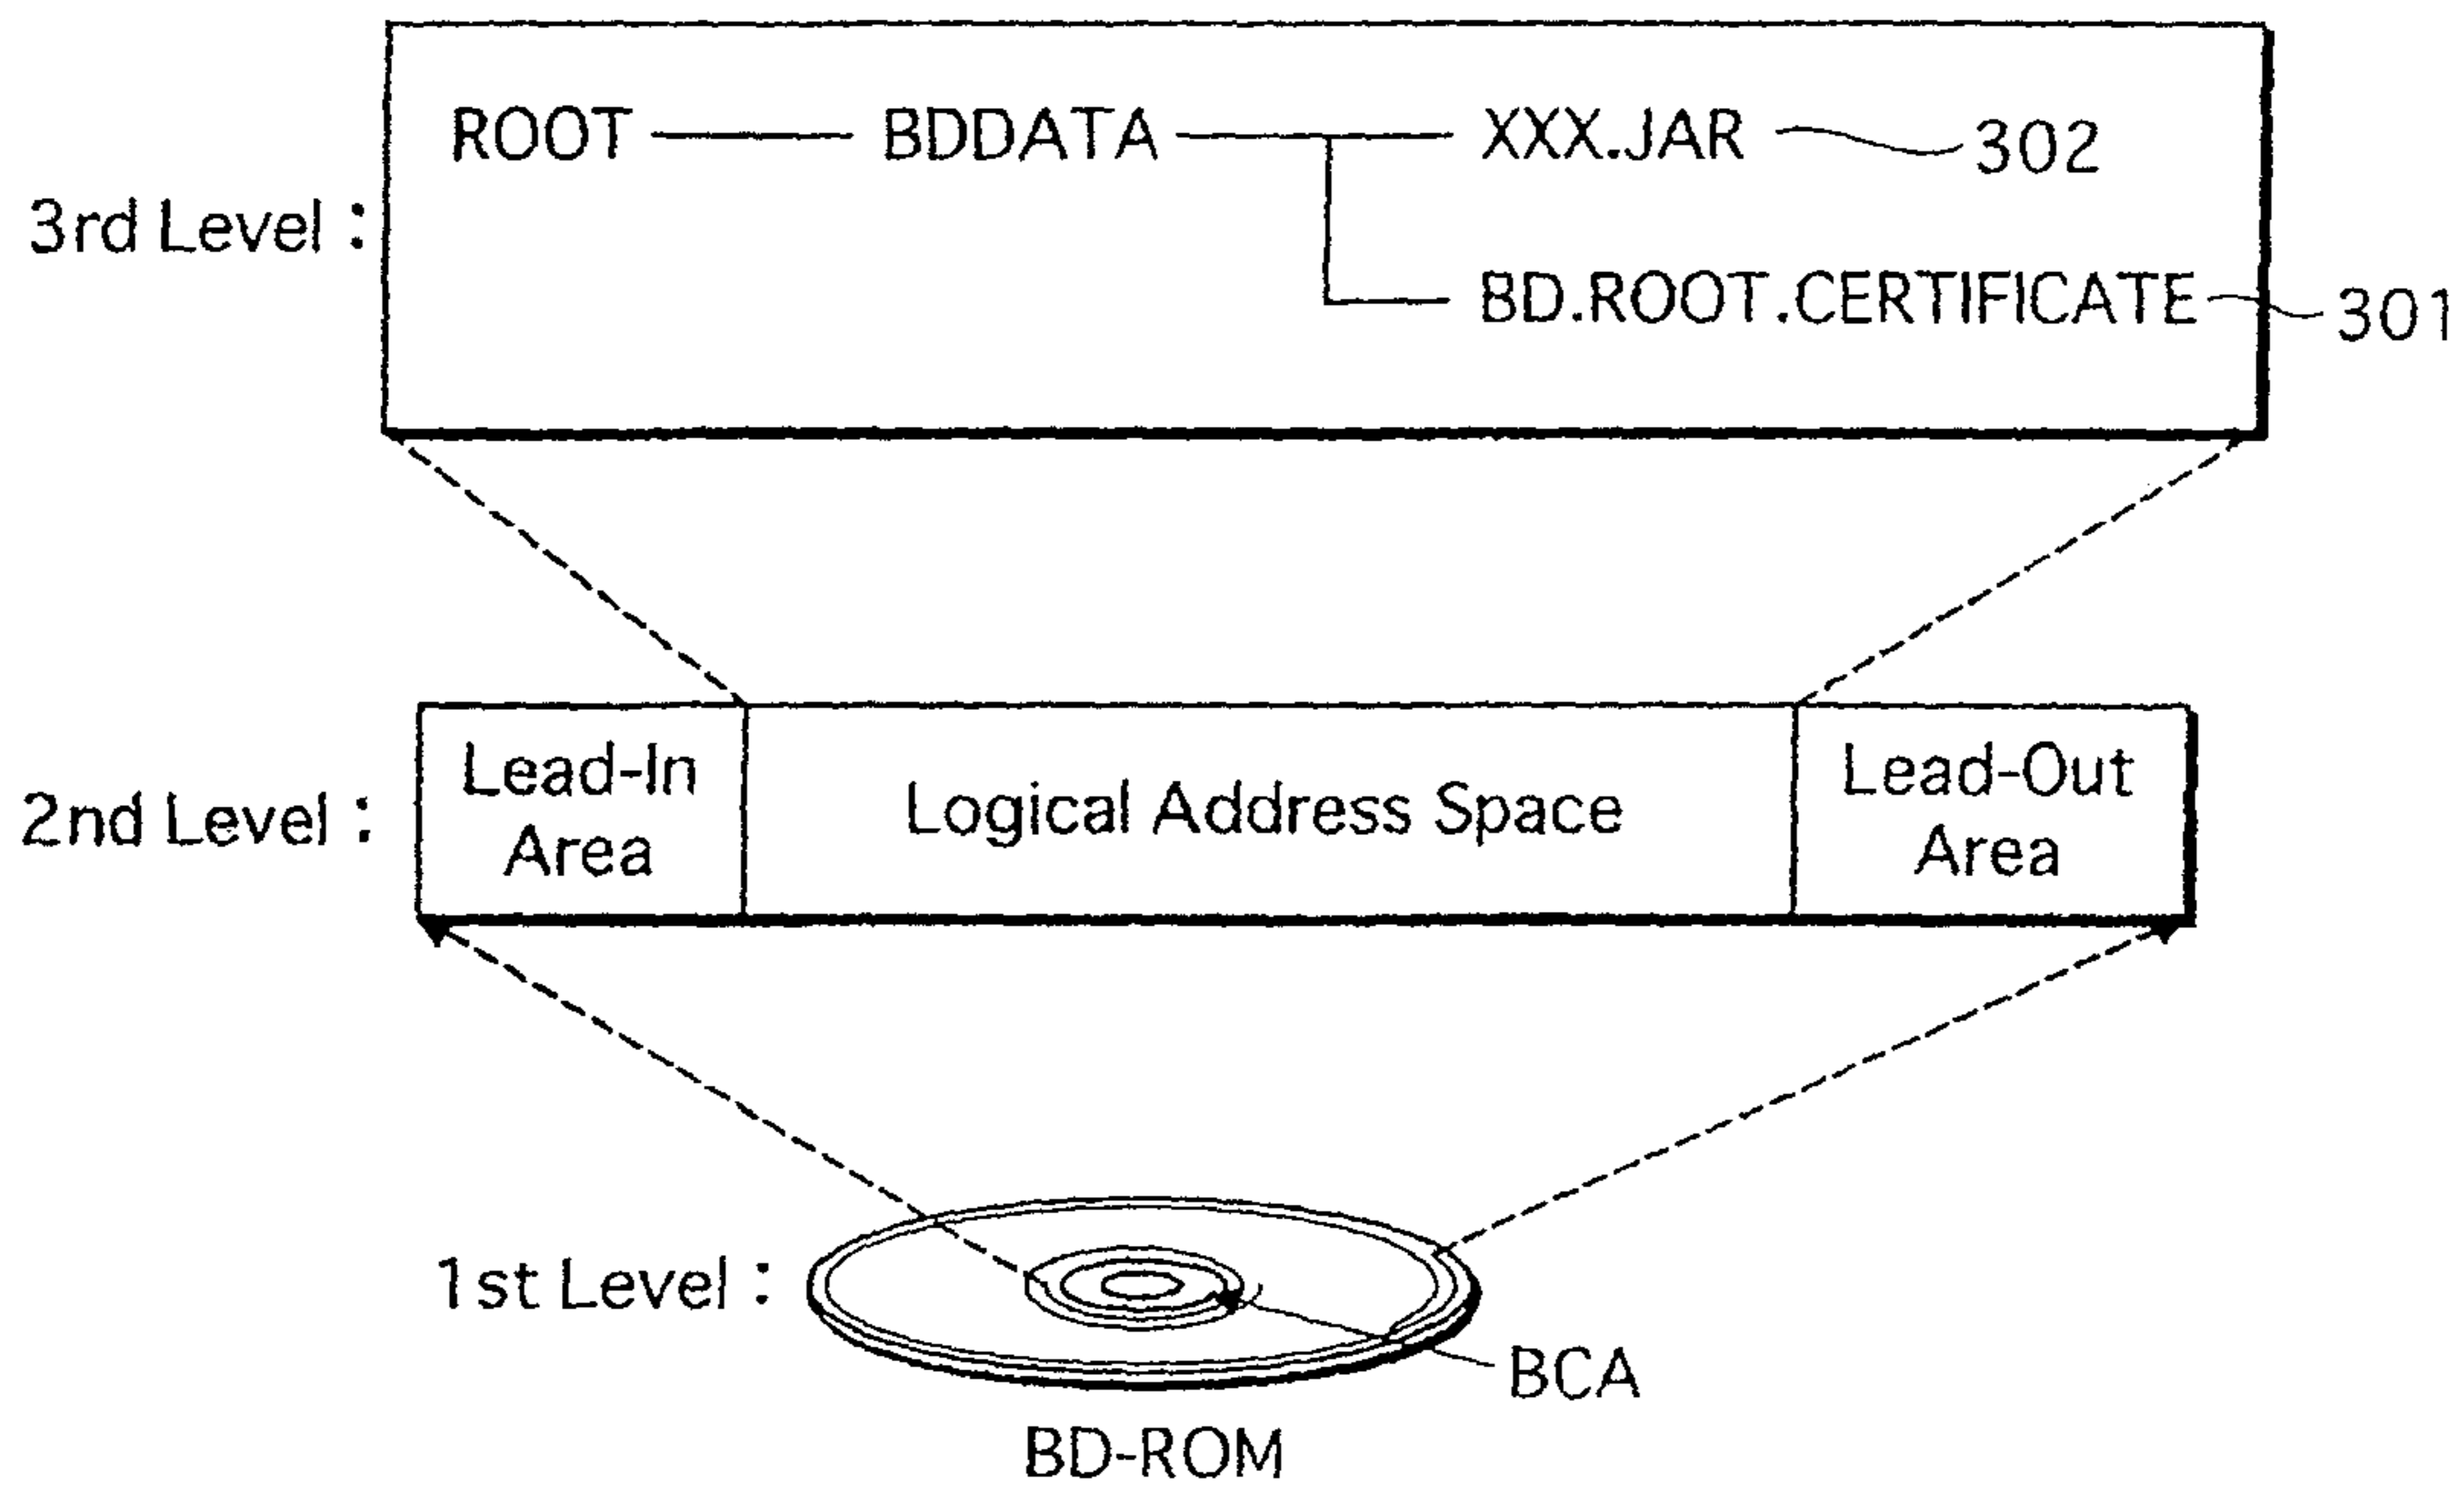 ROOT BDDATA XXX.JAR 302
3rd Level :
BD.ROOT.CERTIFICATE 301
Lead-In Area
Logical Address Space
Lead-Out Area
2nd Level :
1st Level :
BCA
BD-ROM